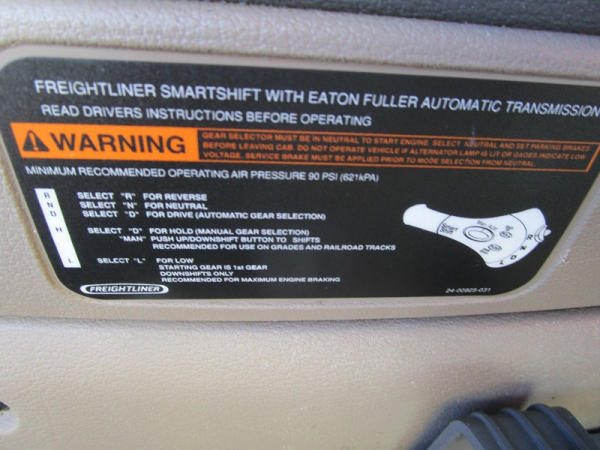 FREIGHTLINER SMARTSHIFT WITH EATON FULLER AUTOMATIC TRANSMISSION
READ DRIVERS INSTRUCTIONS BEFORE OPERATING
WARNING
GEAR SELECTOR MUST BE IN NEUTRAL TO START ENGINE. SELECT NEUTRAL AND SET PARKING BRAKES
BEFORE LEAVING CAB. DO NOT OPERATE VEHICLE IF ALTERNATOR LAMP IS LIT OR GAGES INDICATE LOW
VOLTAGE. SERVICE BRAKE MUST BE APPLIED PRIOR TO MODE SELECTION FROM NEUTRAL.
MINIMUM RECOMMENDED OPERATING AIR PRESSURE 90 PSI (621kPA)
R
N
D
H
L
SELECT "R" FOR REVERSE
SELECT "N" FOR NEUTRAL
SELECT "D" FOR DRIVE (AUTOMATIC GEAR SELECTION)
SELECT "D" FOR HOLD (MANUAL GEAR SELECTION)
"MAN" PUSH UP/DOWNSHIFT BUTTON TO SHIFTS
RECOMMENDED FOR USE ON GRADES AND RAILROAD TRACKS
SELECT "L" FOR LOW
STARTING GEAR IS 1st GEAR
DOWNSHIFTS ONLY
RECOMMENDED FOR MAXIMUM ENGINE BRAKING
FREIGHTLINER
24-00925-031